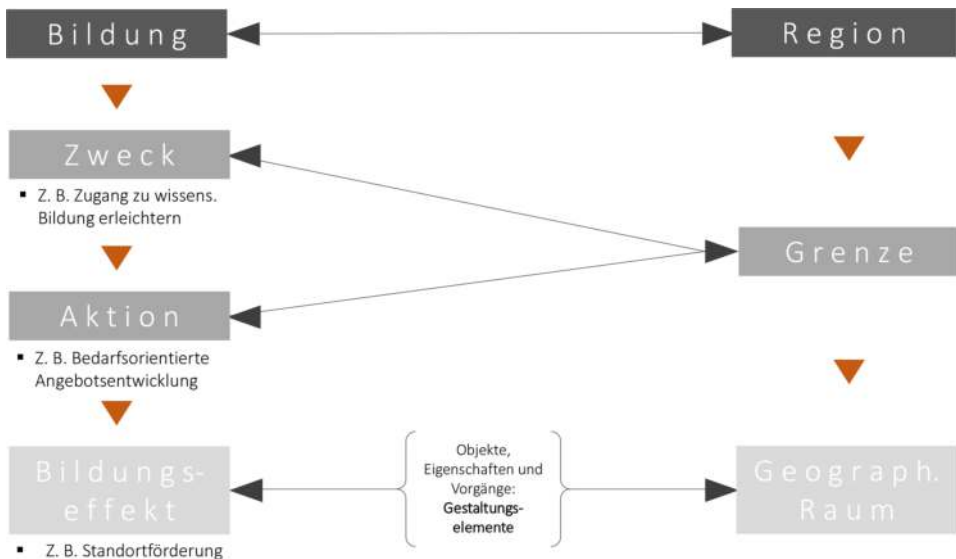 Bildung
Region
Zweck
▪ Z. B. Zugang zu wissens.
Bildung erleichtern
Grenze
Aktion
▪ Z. B. Bedarfsorientierte
Angebotsentwicklung
Bildungs-
effekt
Objekte,
Eigenschaften und
Vorgänge:
Gestaltungs-
elemente
Geograph.
Raum
▪ Z. B. Standortförderung